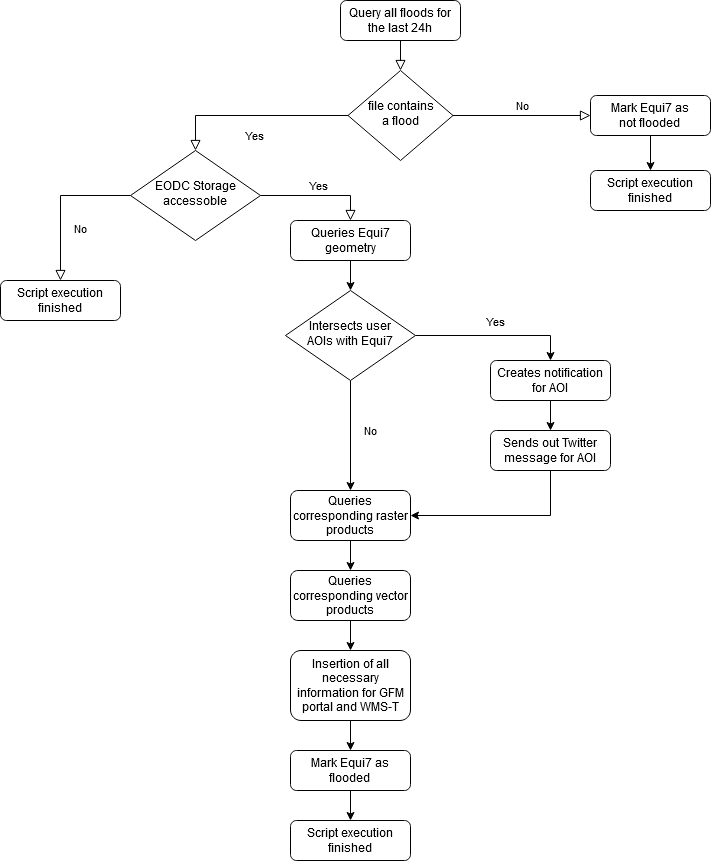 Query all floods for
the last 24h
file contains
a flood
No
Mark Equi7 as
not flooded
Yes
EODC Storage
accessoble
Yes
Script execution
finished
No
Queries Equi7
geometry
Script execution
finished
Intersects user
AOIs with Equi7
Yes
Creates notification
for AOI
No
Sends out Twitter
message for AOI
Queries
corresponding raster
products
Queries
corresponding vector
products
Insertion of all
necessary
information for GFM
portal and WMS-T
Mark Equi7 as
flooded
Script execution
finished